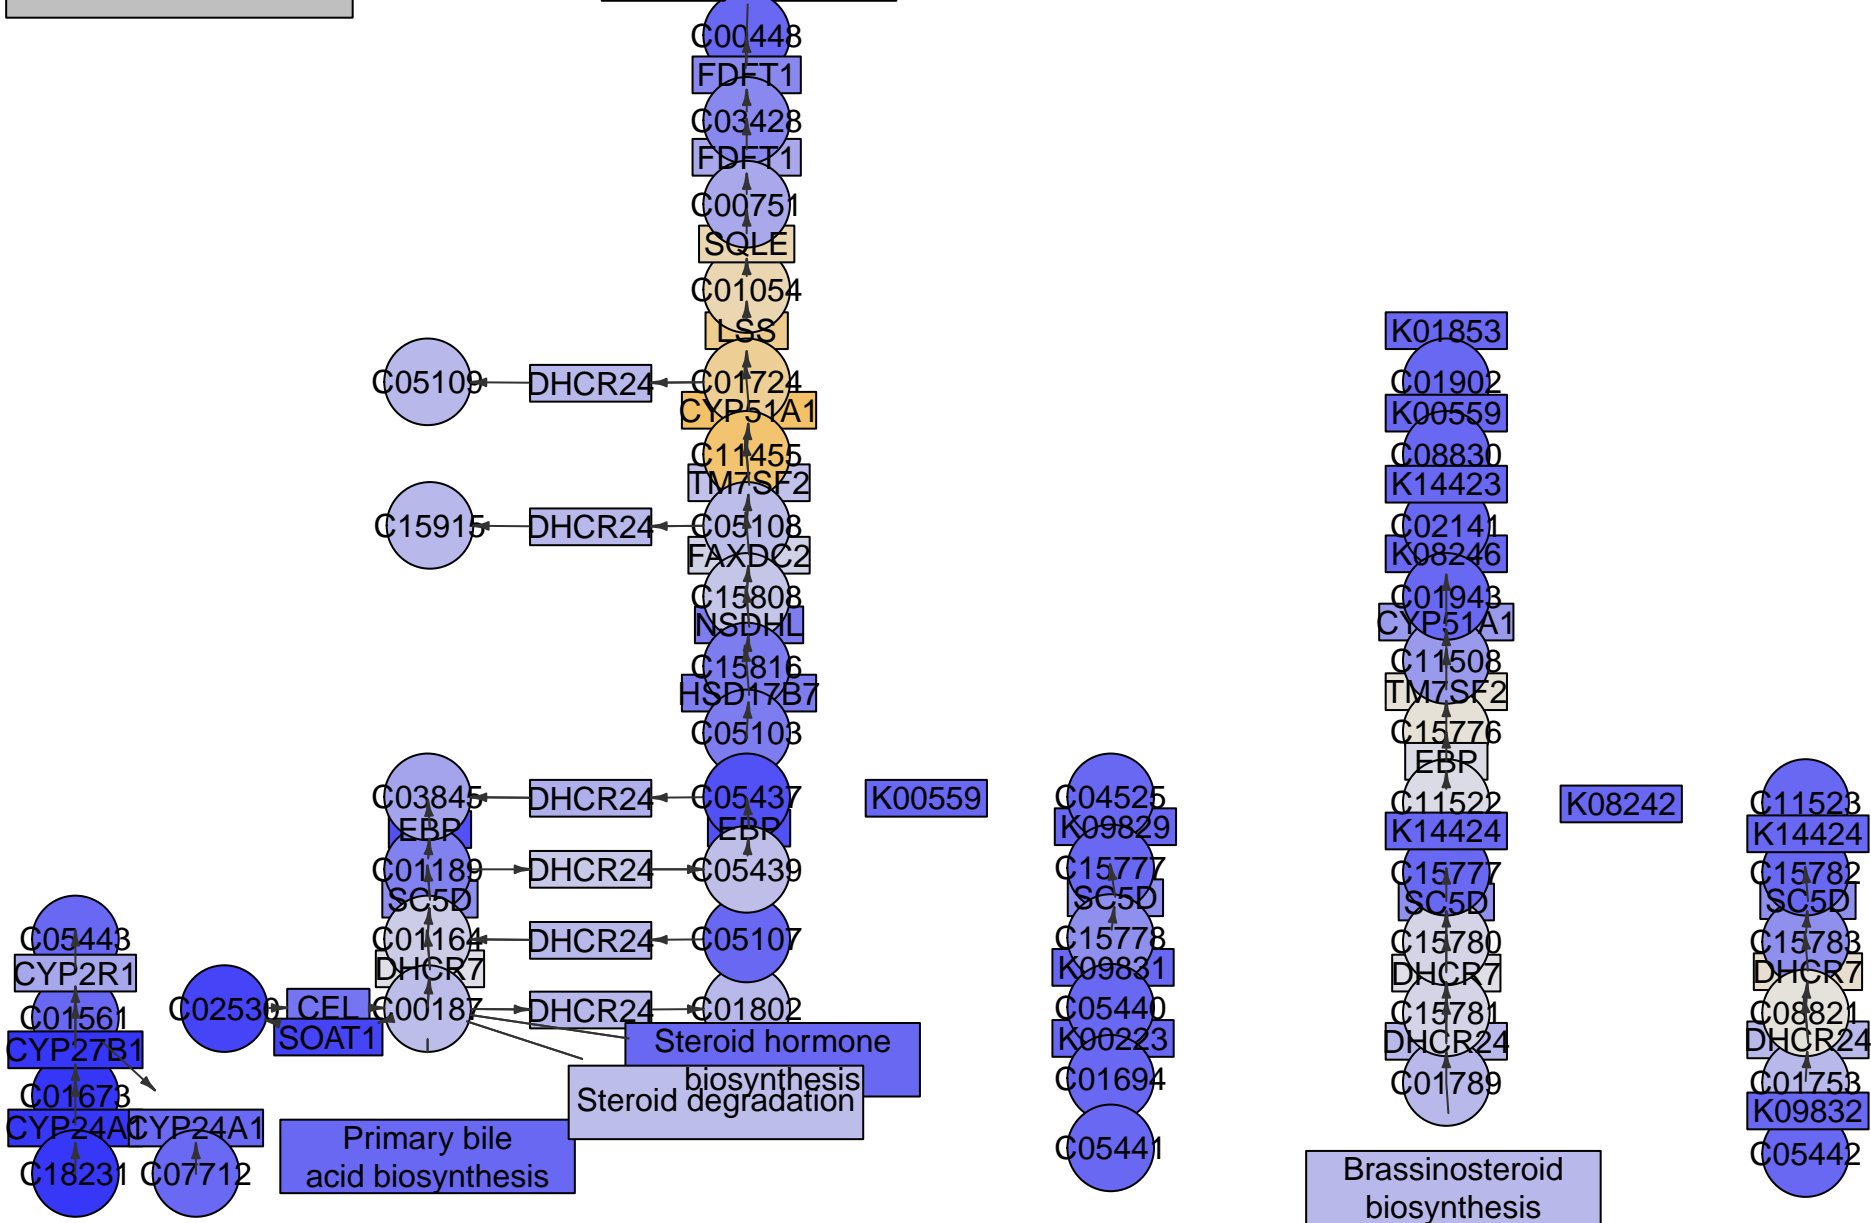 C00448
FDFT1
C03428
FDFT1
C00751
SQLE
C01054
LSS
K01853
C05109
DHCR24
C01724
C01902
CYP51A1
K00559
C11455
C08830
TM7SF2
K14423
C15915
DHCR24
C05108
C02141
FAXDC2
K08246
C15808
C01943
NSDHL
CYP51A1
C15816
C11508
HSD17B7
TM7SF2
C05103
C15776
EBP
C03845
DHCR24
C05437
K00559
C04525
C11522
K08242
C11523
EBP
EBP
K09829
K14424
K14424
C01189
DHCR24
C05439
C15777
C15777
C15782
SC5D
SC5D
SC5D
SC5D
C05443
C01164
DHCR24
C05107
C15778
C15780
C15783
CYP2R1
DHCR7
K09831
DHCR7
DHCR7
C01561
C02530
CEL
C00187
DHCR24
C01802
C05440
C15781
C08821
SOAT1
CYP27B1
Steroid hormone
biosynthesis
K00223
DHCR24
DHCR24
C01673
Steroid degradation
C01694
C01789
C01753
CYP24A1
CYP24A1
K09832
C18231
C07712
Primary bile
acid biosynthesis
C05441
C05442
Brassinosteroid
biosynthesis